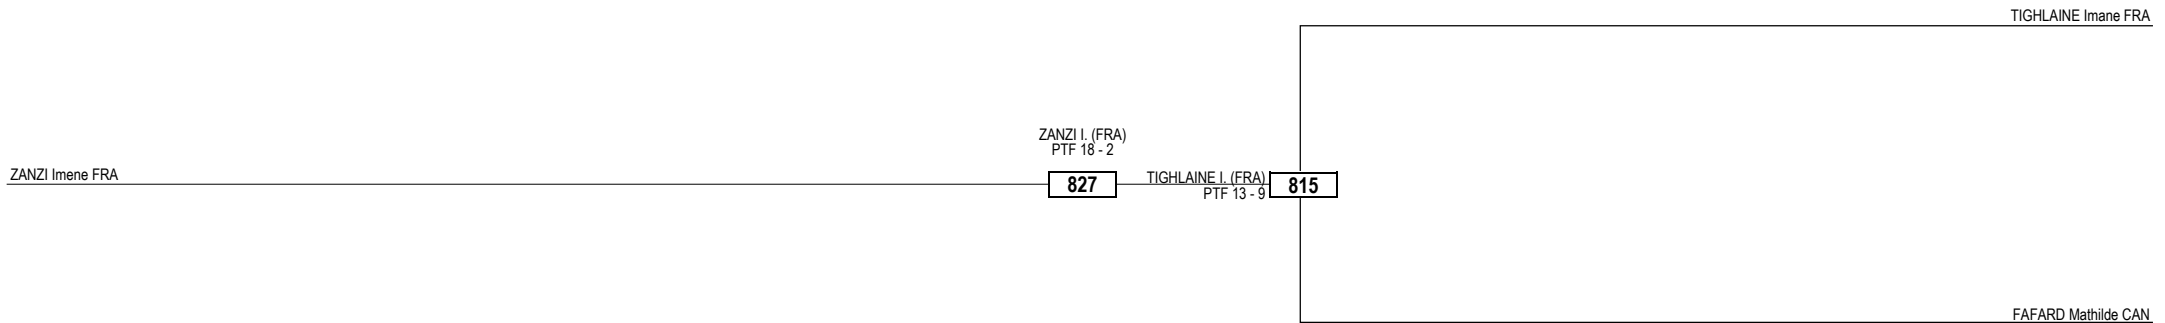 TIGHLAINE Imane FRA
ZANZI I. (FRA)
PTF 18 - 2
ZANZI Imene FRA
827
TIGHLAINE I. (FRA)
PTF 13 - 9
815
FAFARD Mathilde CAN